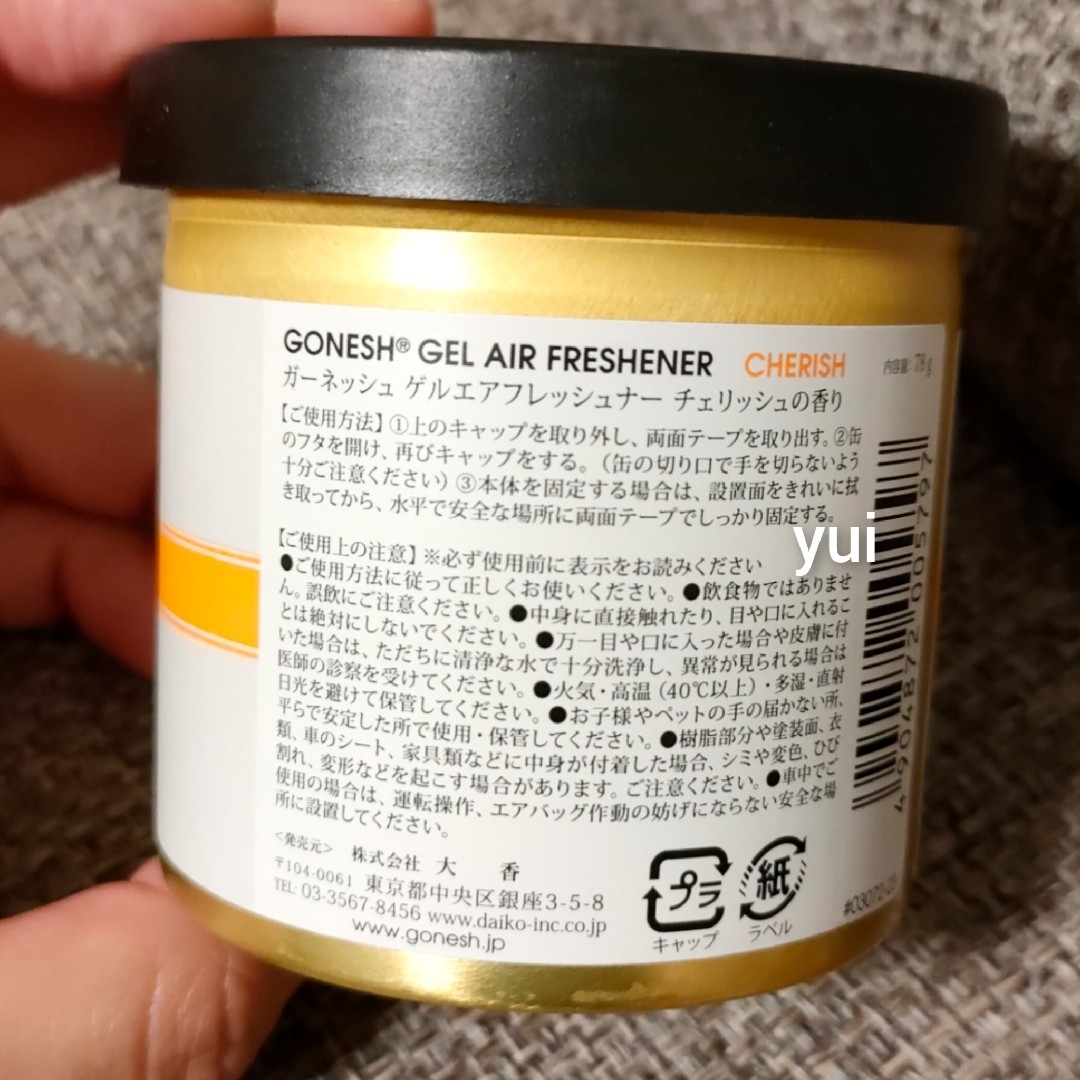 GONESH® GEL AIR FRESHENER CHERISH 内容量: 78g
ガーネッシュ ゲルエアフレッシュナー チェリッシュの香り
【ご使用方法】①上のキャップを取り外し、両面テープを取り出す。②缶
のフタを開け、再びキャップをする。（缶の切り口で手を切らないよう
十分ご注意ください）③本体を固定する場合は、設置面をきれいに拭
き取ってから、水平で安全な場所に両面テープでしっかり固定する。
yui
【ご使用上の注意】※必ず使用前に表示をお読みください
●ご使用方法に従って正しくお使いください。●飲食物ではありませ
ん。誤飲にご注意ください。●中身に直接触れたり、目や口に入れるこ
とは絶対にしないでください。●万一目や口に入った場合や皮膚に付
いた場合は、ただちに清浄な水で十分洗浄し、異常が見られる場合は
医師の診察を受けてください。●火気・高温（40℃以上）・多湿・直射
日光を避けて保管してください。●お子様やペットの手の届かない所、
平らで安定した所で使用・保管してください。●樹脂部分や塗装面、衣
類、車のシート、家具類などに中身が付着した場合、シミや変色、ひび
割れ、変形などを起こす場合があります。ご注意ください。●車中でご
使用の場合は、運転操作、エアバッグ作動の妨げにならない安全な場
所に設置してください。
<発売元> 株式会社 大 香
〒104-0061 東京都中央区銀座3-5-8
TEL: 03-3567-8456 www.daiko-inc.co.jp
www.gonesh.jp
プラ
キャップ
紙
ラベル